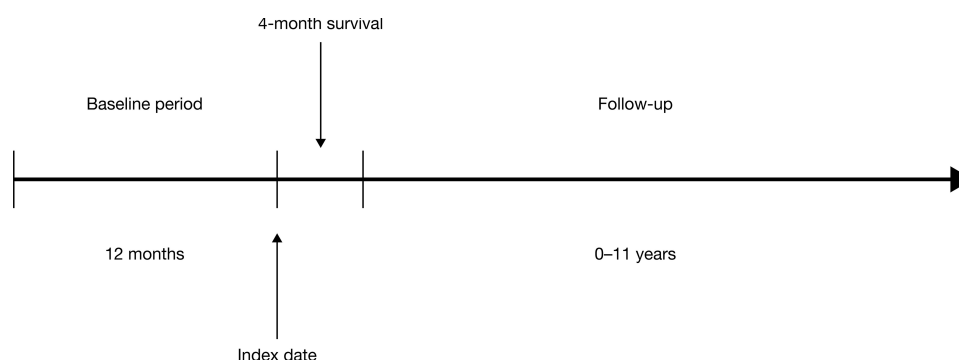 4-month survival
Baseline period
Follow-up
12 months
0–11 years
Index date